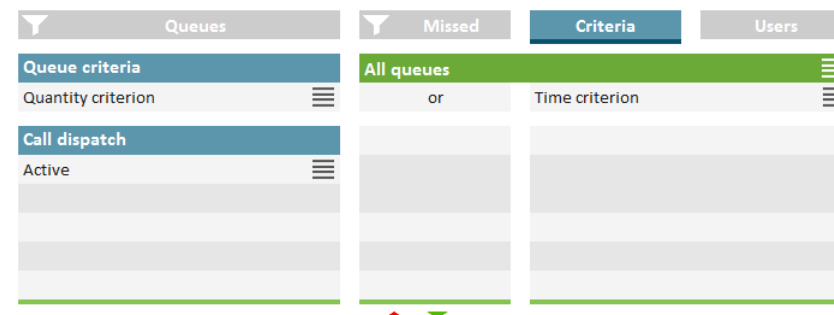 Queues
Missed
Criteria
Users
Queue criteria
All queues
Quantity criterion
or
Time criterion
Call dispatch
Active